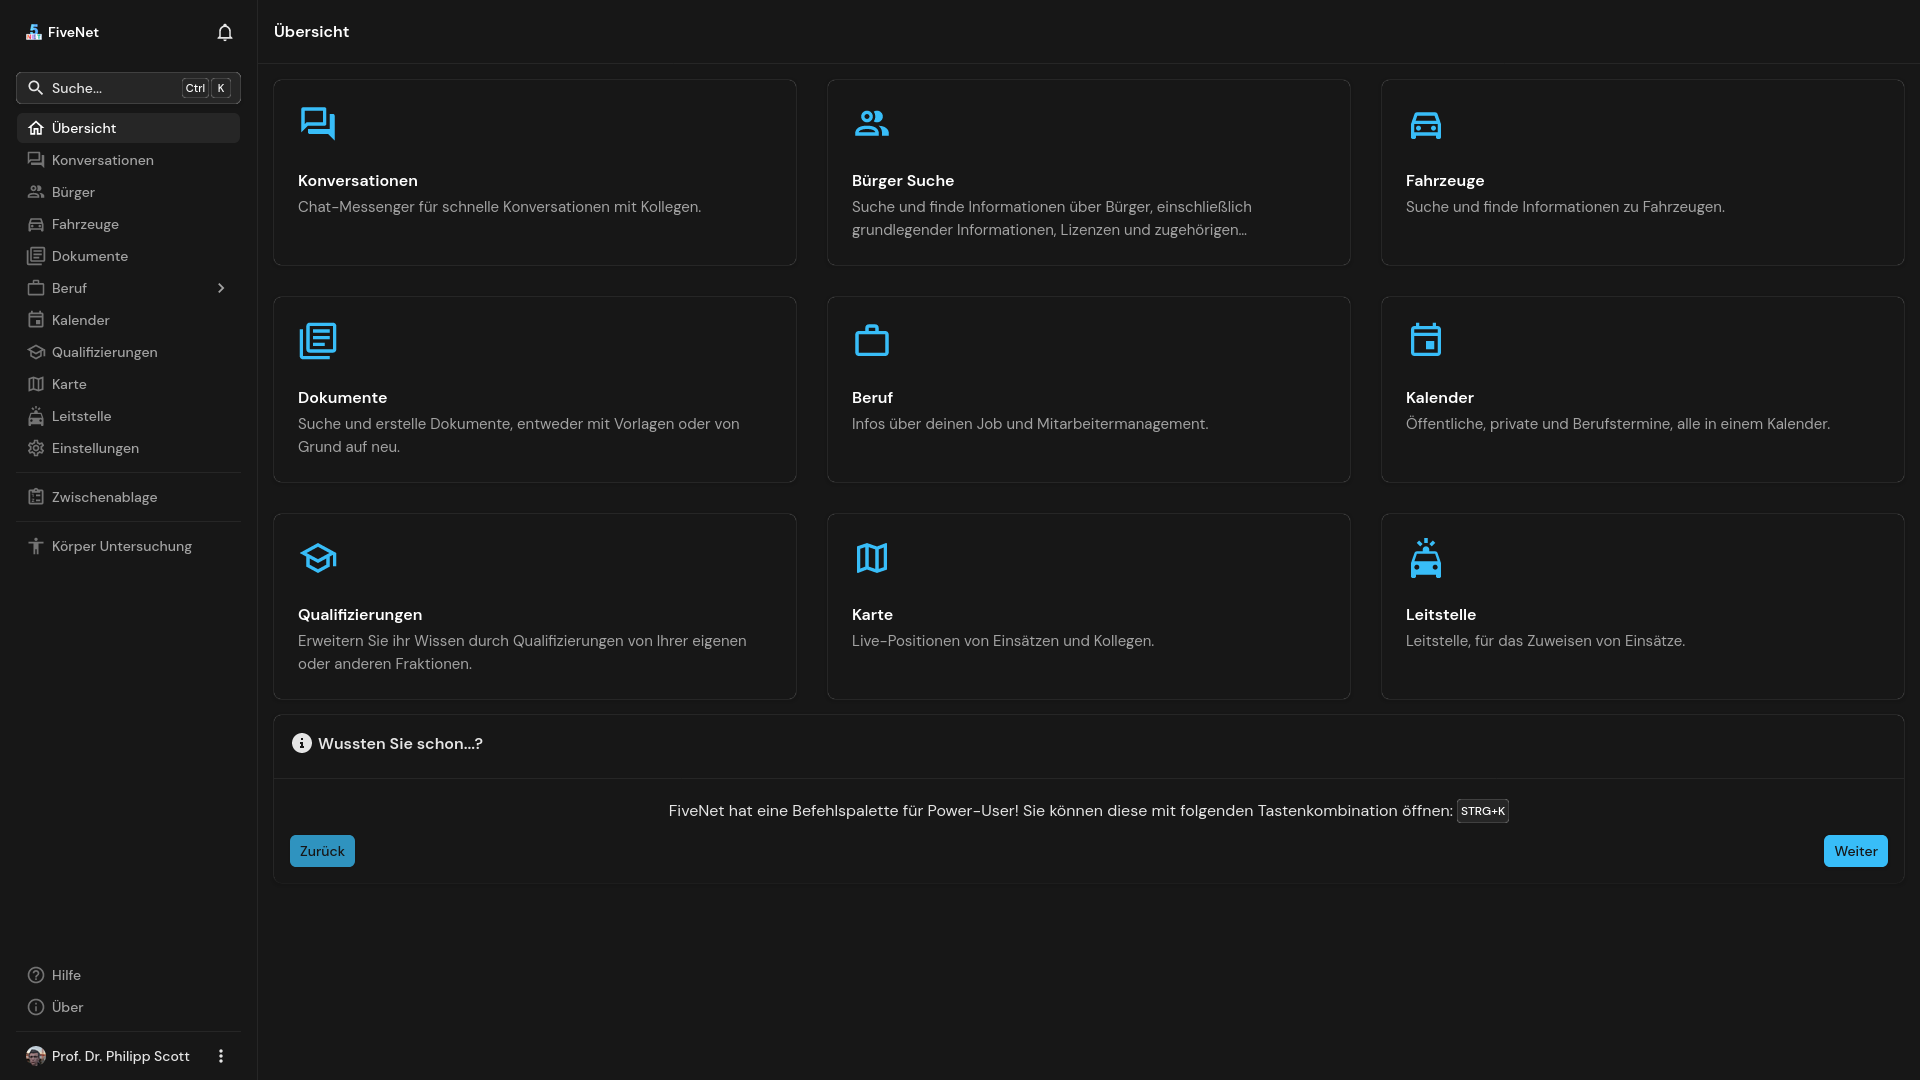 FiveNet
Suche...
Ctrl K
Übersicht
Konversationen
Bürger
Fahrzeuge
Dokumente
Beruf
Kalender
Qualifizierungen
Karte
Leitstelle
Einstellungen
Zwischenablage
Körper Untersuchung
Hilfe
Über
Prof. Dr. Philipp Scott
Übersicht
Konversationen
Chat-Messenger für schnelle Konversationen mit Kollegen.
Bürger Suche
Suche und finde Informationen über Bürger, einschließlich
grundlegender Informationen, Lizenzen und zugehörigen...
Fahrzeuge
Suche und finde Informationen zu Fahrzeugen.
Dokumente
Suche und erstelle Dokumente, entweder mit Vorlagen oder von
Grund auf neu.
Beruf
Infos über deinen Job und Mitarbeitermanagement.
Kalender
Öffentliche, private und Berufstermine, alle in einem Kalender.
Qualifizierungen
Erweitern Sie ihr Wissen durch Qualifizierungen von Ihrer eigenen
oder anderen Fraktionen.
Karte
Live-Positionen von Einsätzen und Kollegen.
Leitstelle
Leitstelle, für das Zuweisen von Einsätze.
Wussten Sie schon...?
FiveNet hat eine Befehlspalette für Power-User! Sie können diese mit folgenden Tastenkombination öffnen: STRG+K
Zurück
Weiter